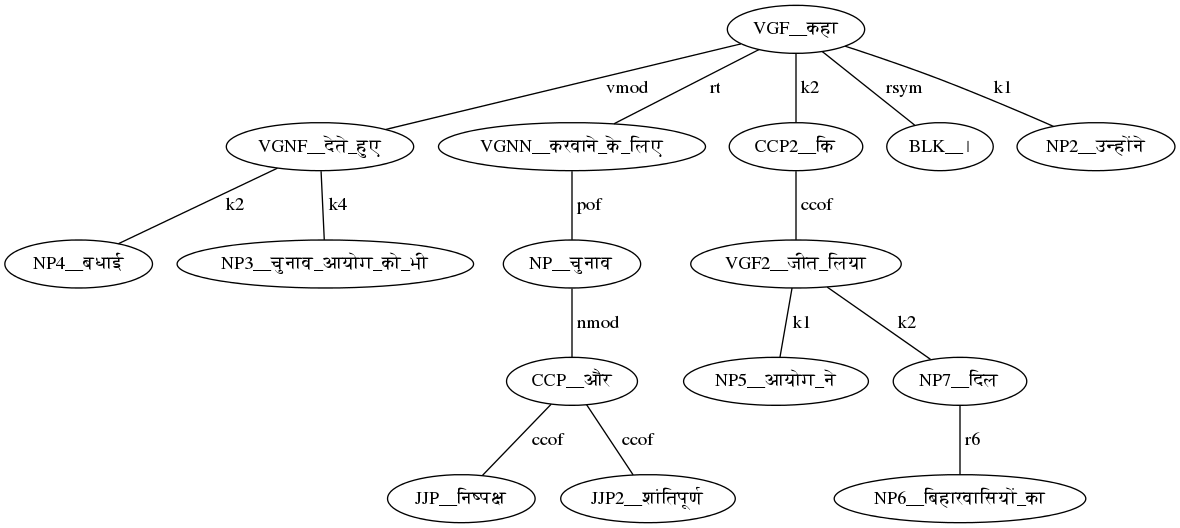 VGF__कहा
vmod rt k2 rsym k1
VGNF__देते_हुए VGNN__करवाने_के_लिए CCP2__कि BLK__। NP2__उन्होंने
k2 k4 pof ccof
NP4__बधाई NP3__चुनाव_आयोग_को_भी NP__चुनाव VGF2__जीत_लिया
nmod k1 k2
CCP__और NP5__आयोग_ने NP7__दिल
ccof ccof r6
JJP__निष्पक्ष JJP2__शांतिपूर्ण NP6__बिहारवासियों_का